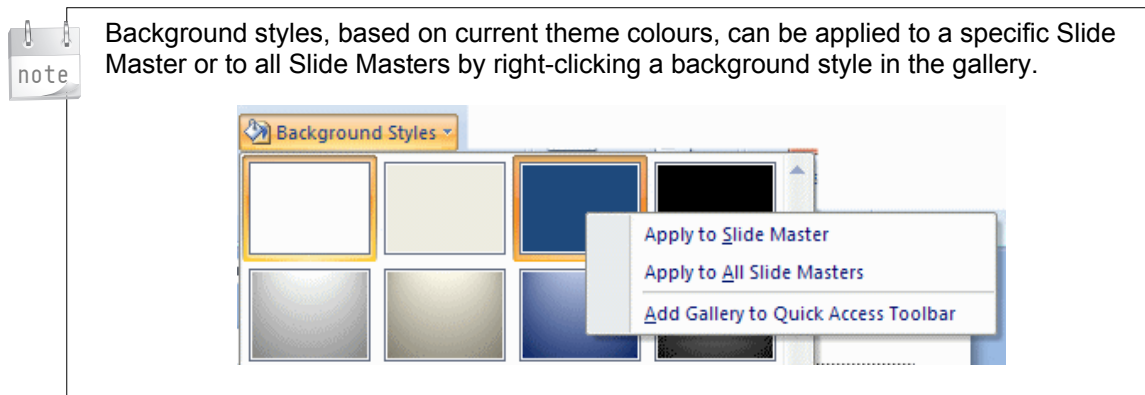 Background styles, based on current theme colours, can be applied to a specific Slide
note
Master or to all Slide Masters by right-clicking a background style in the gallery.
Background Styles
Apply to Slide Master
Apply to All Slide Masters
Add Gallery to Quick Access Toolbar